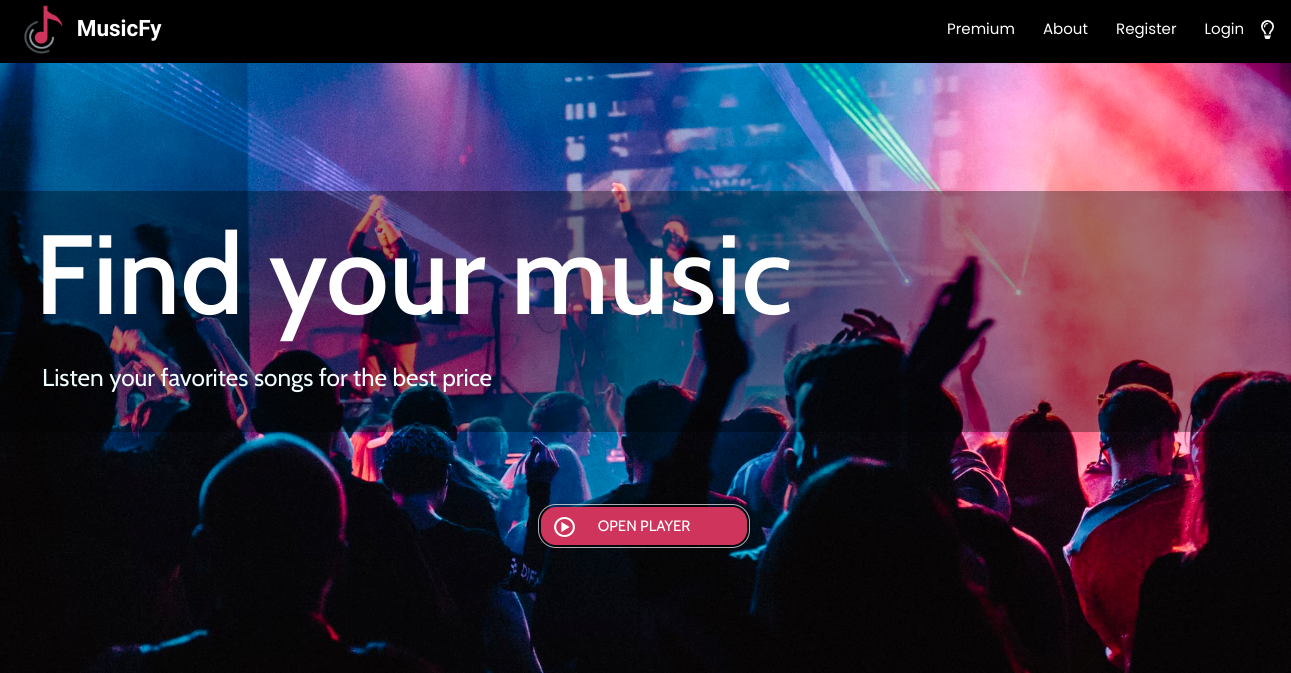 MusicFy
Premium About Register Login
Find your music
Listen your favorites songs for the best price
OPEN PLAYER